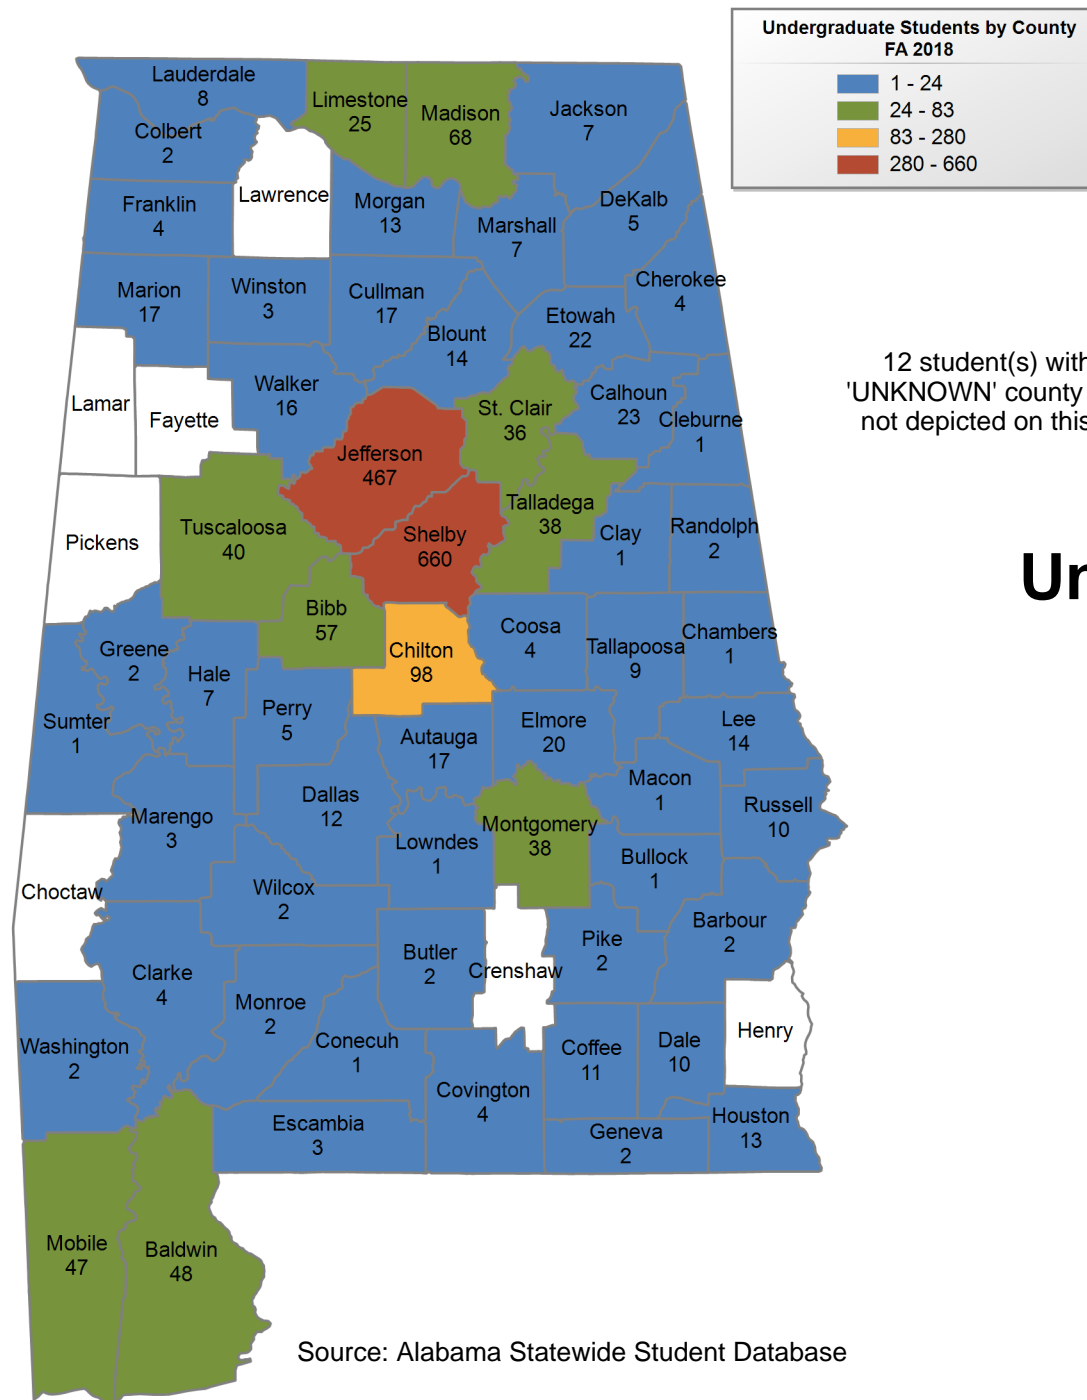 Undergraduate Students by County
FA 2018
1 - 24
24 - 83
83 - 280
280 - 660
12 student(s) with
'UNKNOWN' county
not depicted on this
Un
Lauderdale
8
Limestone
25
Madison
68
Jackson
7
Colbert
2
Lawrence
Franklin
4
Morgan
13
Marshall
7
DeKalb
5
Cherokee
4
Marion
17
Winston
3
Cullman
17
Blount
14
Etowah
22
Lamar
Fayette
Walker
16
St. Clair
36
Calhoun
23
Cleburne
1
Jefferson
467
Shelby
660
Talladega
38
Clay
1
Randolph
2
Pickens
Tuscaloosa
40
Bibb
57
Chilton
98
Coosa
4
Tallapoosa
9
Chambers
1
Greene
2
Hale
7
Perry
5
Sumter
1
Autauga
17
Elmore
20
Lee
14
Macon
1
Russell
10
Marengo
3
Dallas
12
Lowndes
1
Montgomery
38
Bullock
1
Choctaw
Wilcox
2
Butler
2
Crenshaw
Pike
2
Barbour
2
Clarke
4
Monroe
2
Conecuh
1
Covington
4
Coffee
11
Dale
10
Henry
Washington
2
Escambia
3
Geneva
2
Houston
13
Mobile
47
Baldwin
48
Source: Alabama Statewide Student Database